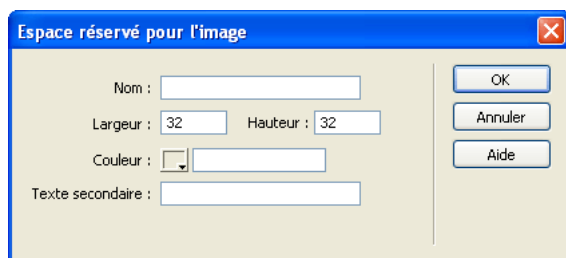 Espace réservé pour l'image
Nom :
Largeur : 32 Hauteur : 32
Couleur :
Texte secondaire :
OK
Annuler
Aide